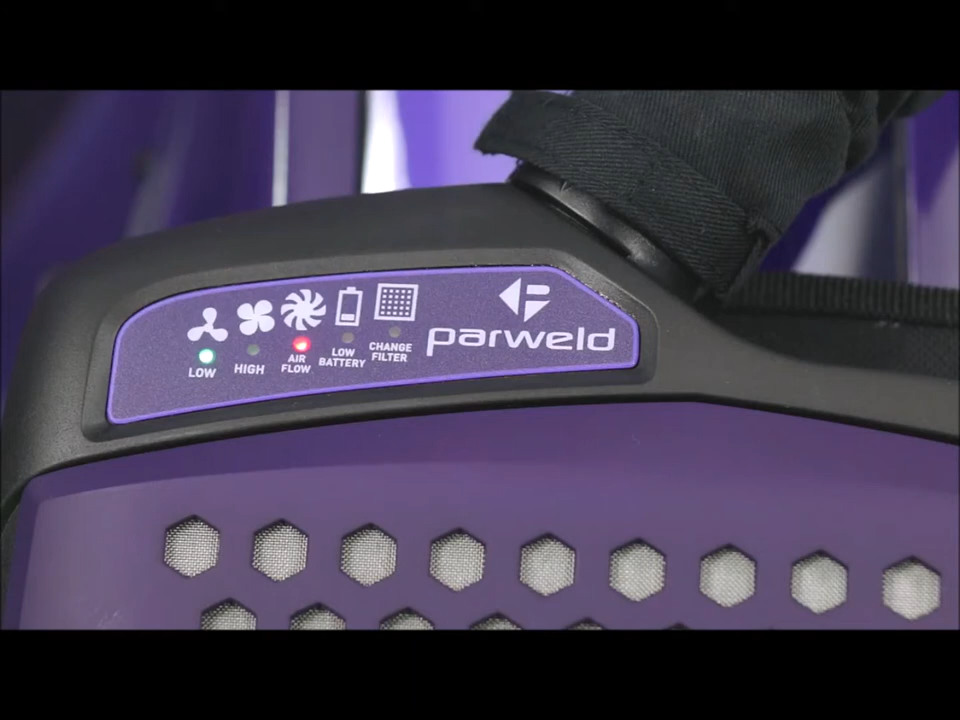 LOW
HIGH
AIR
FLOW
LOW
BATTERY
CHANGE
FILTER
parweld